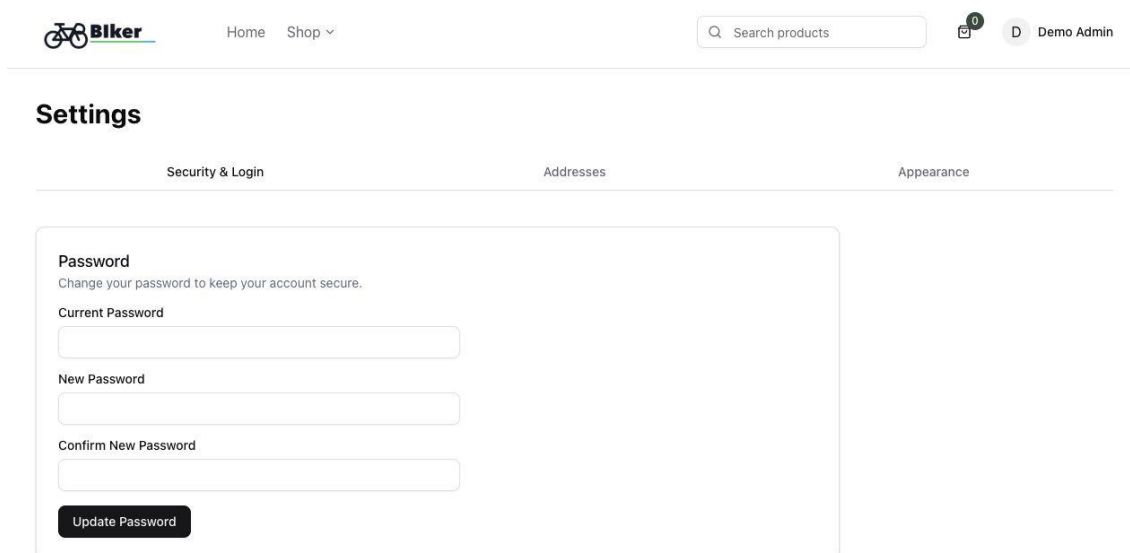 BIker
Home
Shop
Search products
0
D
Demo Admin
Settings
Security & Login
Addresses
Appearance
Password
Change your password to keep your account secure.
Current Password
New Password
Confirm New Password
Update Password